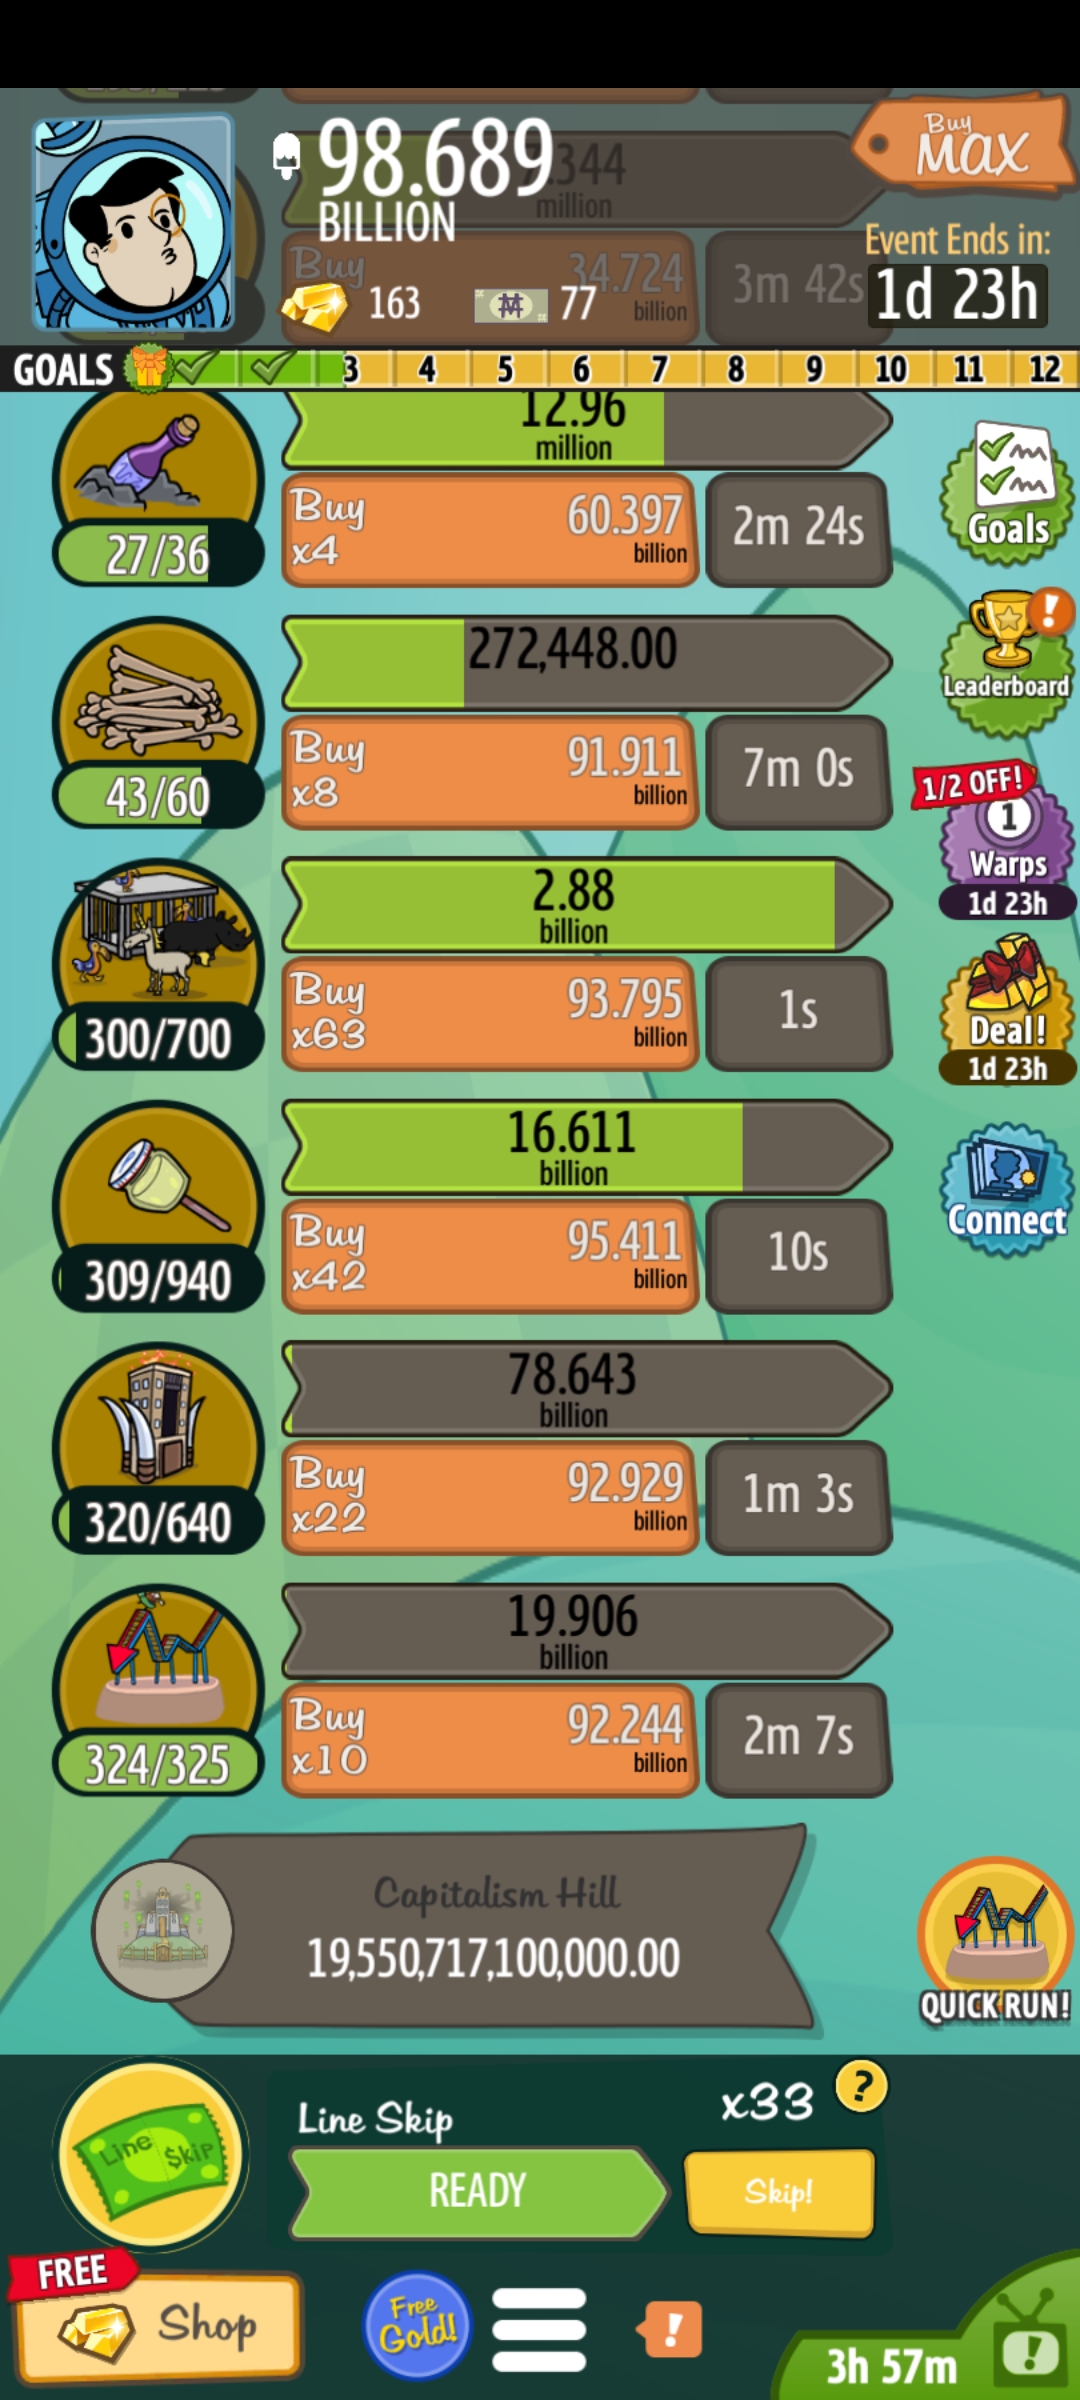 98.689
BILLION
Buy
MAX
.344
million
Buy
34.724
billion
3m 42s
163
77
Event Ends in:
1d 23h
GOALS
3
4
5
6
7
8
9
10
11
12
12.96
million
27/36
Buy
x4
60.397
billion
2m 24s
Goals
272,448.00
43/60
Buy
x8
91.911
billion
7m 0s
!
Leaderboard
1/2 OFF!
1
Warps
1d 23h
2.88
billion
300/700
Buy
x63
93.795
billion
1s
Deal!
1d 23h
16.611
billion
309/940
Buy
x42
95.411
billion
10s
Connect
78.643
billion
320/640
Buy
x22
92.929
billion
1m 3s
19.906
billion
324/325
Buy
x10
92.244
billion
2m 7s
Capitalism Hill
19,550,717,100,000.00
QUICK RUN!
Line $kip
Line Skip
x33
?
READY
Skip!
FREE
Shop
Free
Gold!
!
3h 57m
!